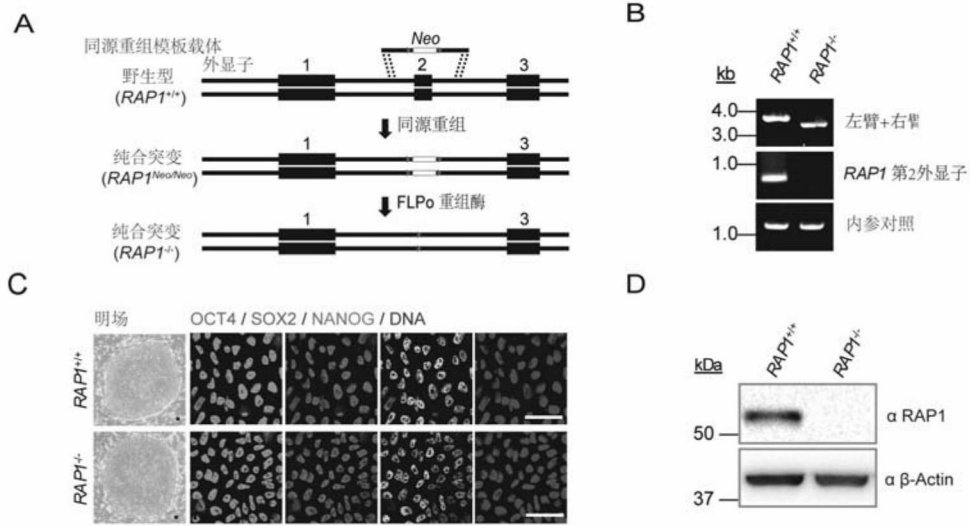 A
同源重组模板载体
Neo
外显子
1
2
3
野生型
(RAP1+/+)
同源重组
纯合突变
(RAP1Neo/Neo)
3
FLPo 重组酶
1
3
纯合突变
(RAP1-/-)
B
kb
RAP1+/+
RAP1-/-
4.0
3.0
左臂+右臂
1.0
RAP1 第2外显子
1.0
内参对照
C
明场
OCT4 / SOX2 / NANOG / DNA
RAP1+/+
RAP1-/-
D
kDa
RAP1+/+
RAP1-/-
50
α RAP1
37
α β-Actin